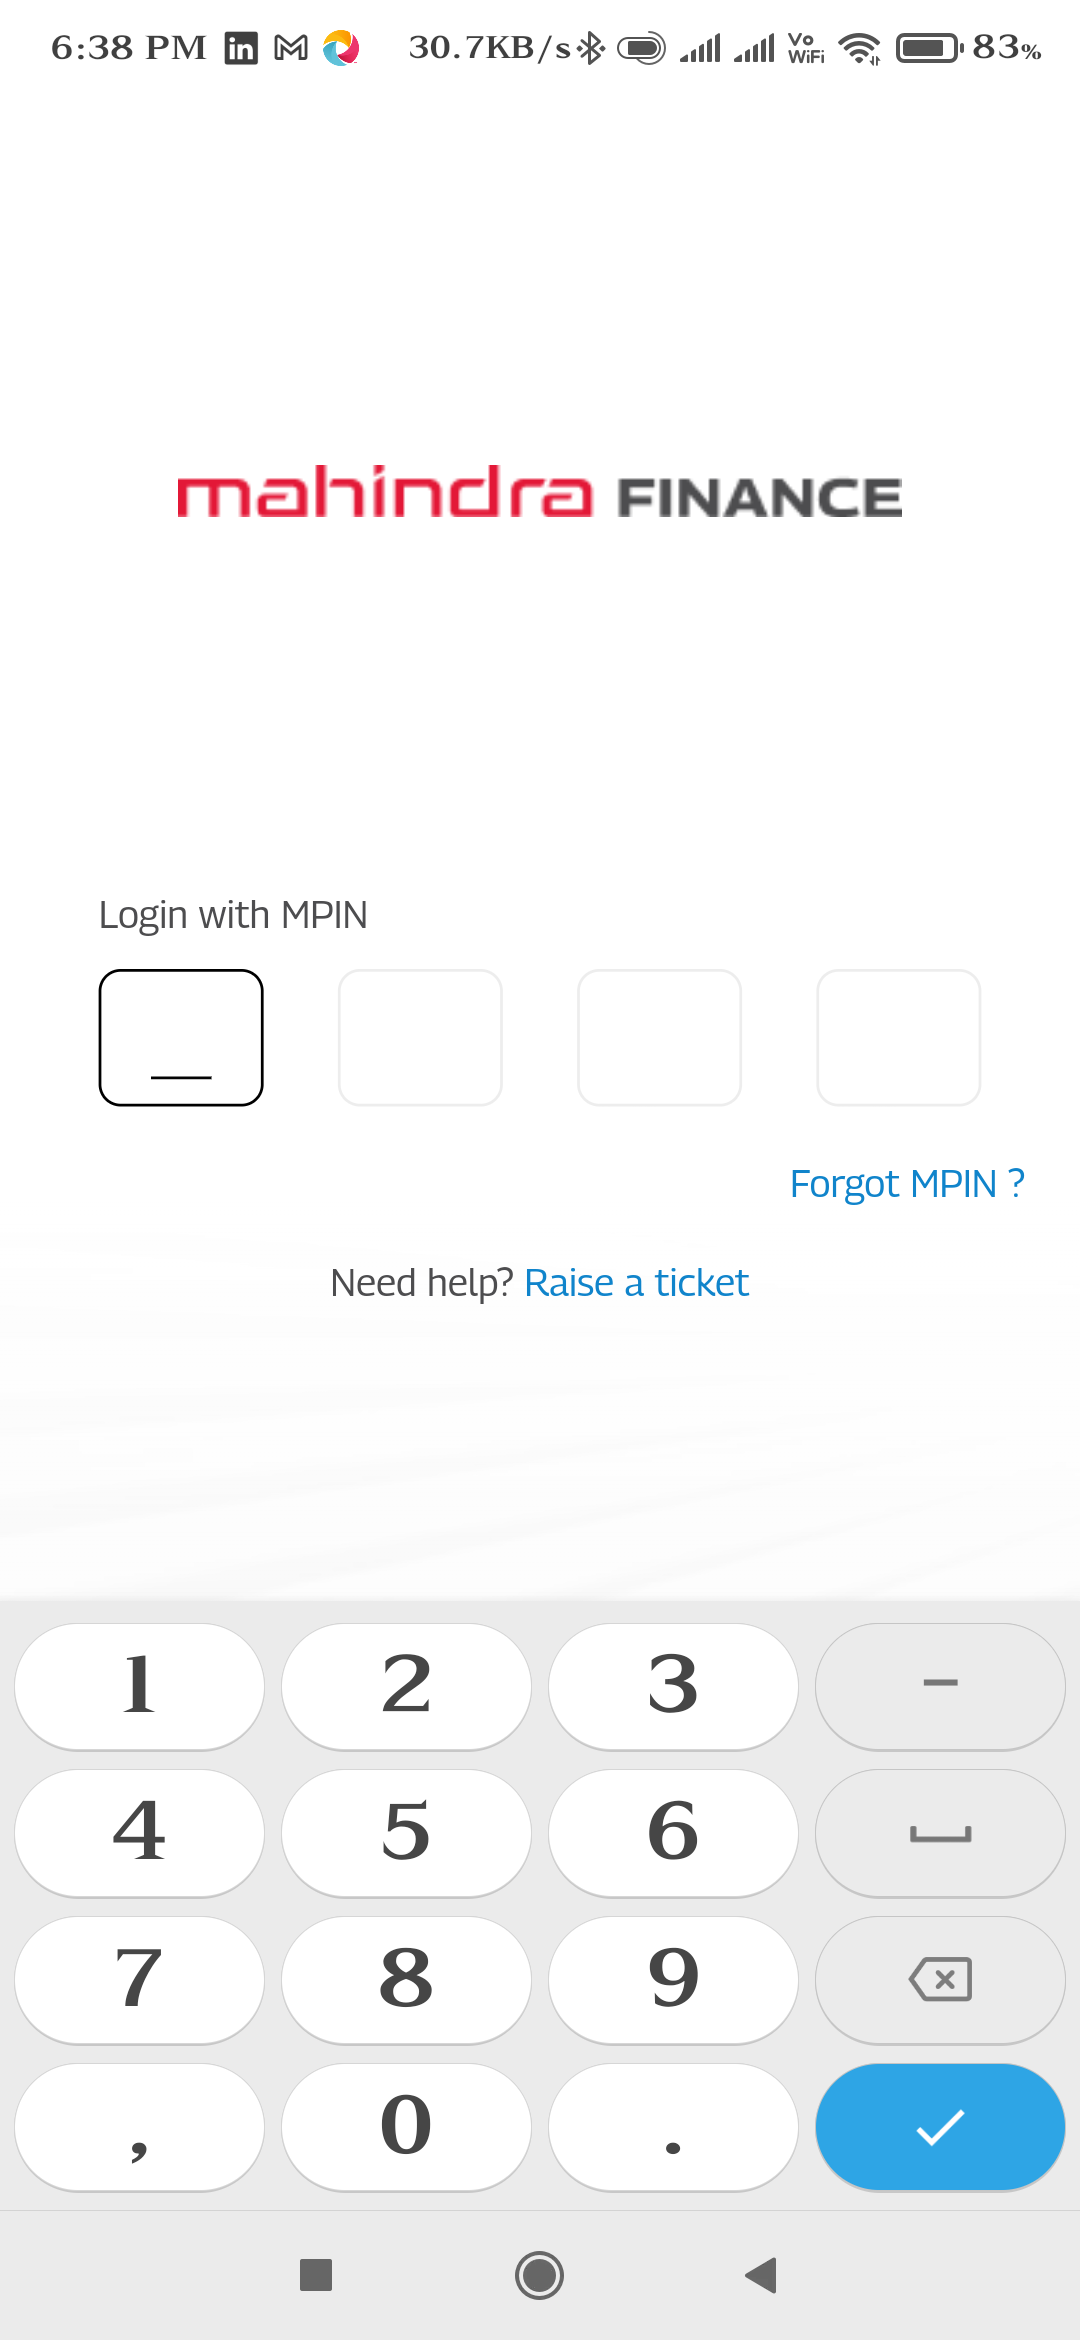 6:38 PM in 30.7KB/s Vo WiFi 83%
mahindra FINANCE
Login with MPIN
Forgot MPIN ?
Need help? Raise a ticket
1 2 3 -
4 5 6
7 8 9
, 0 .